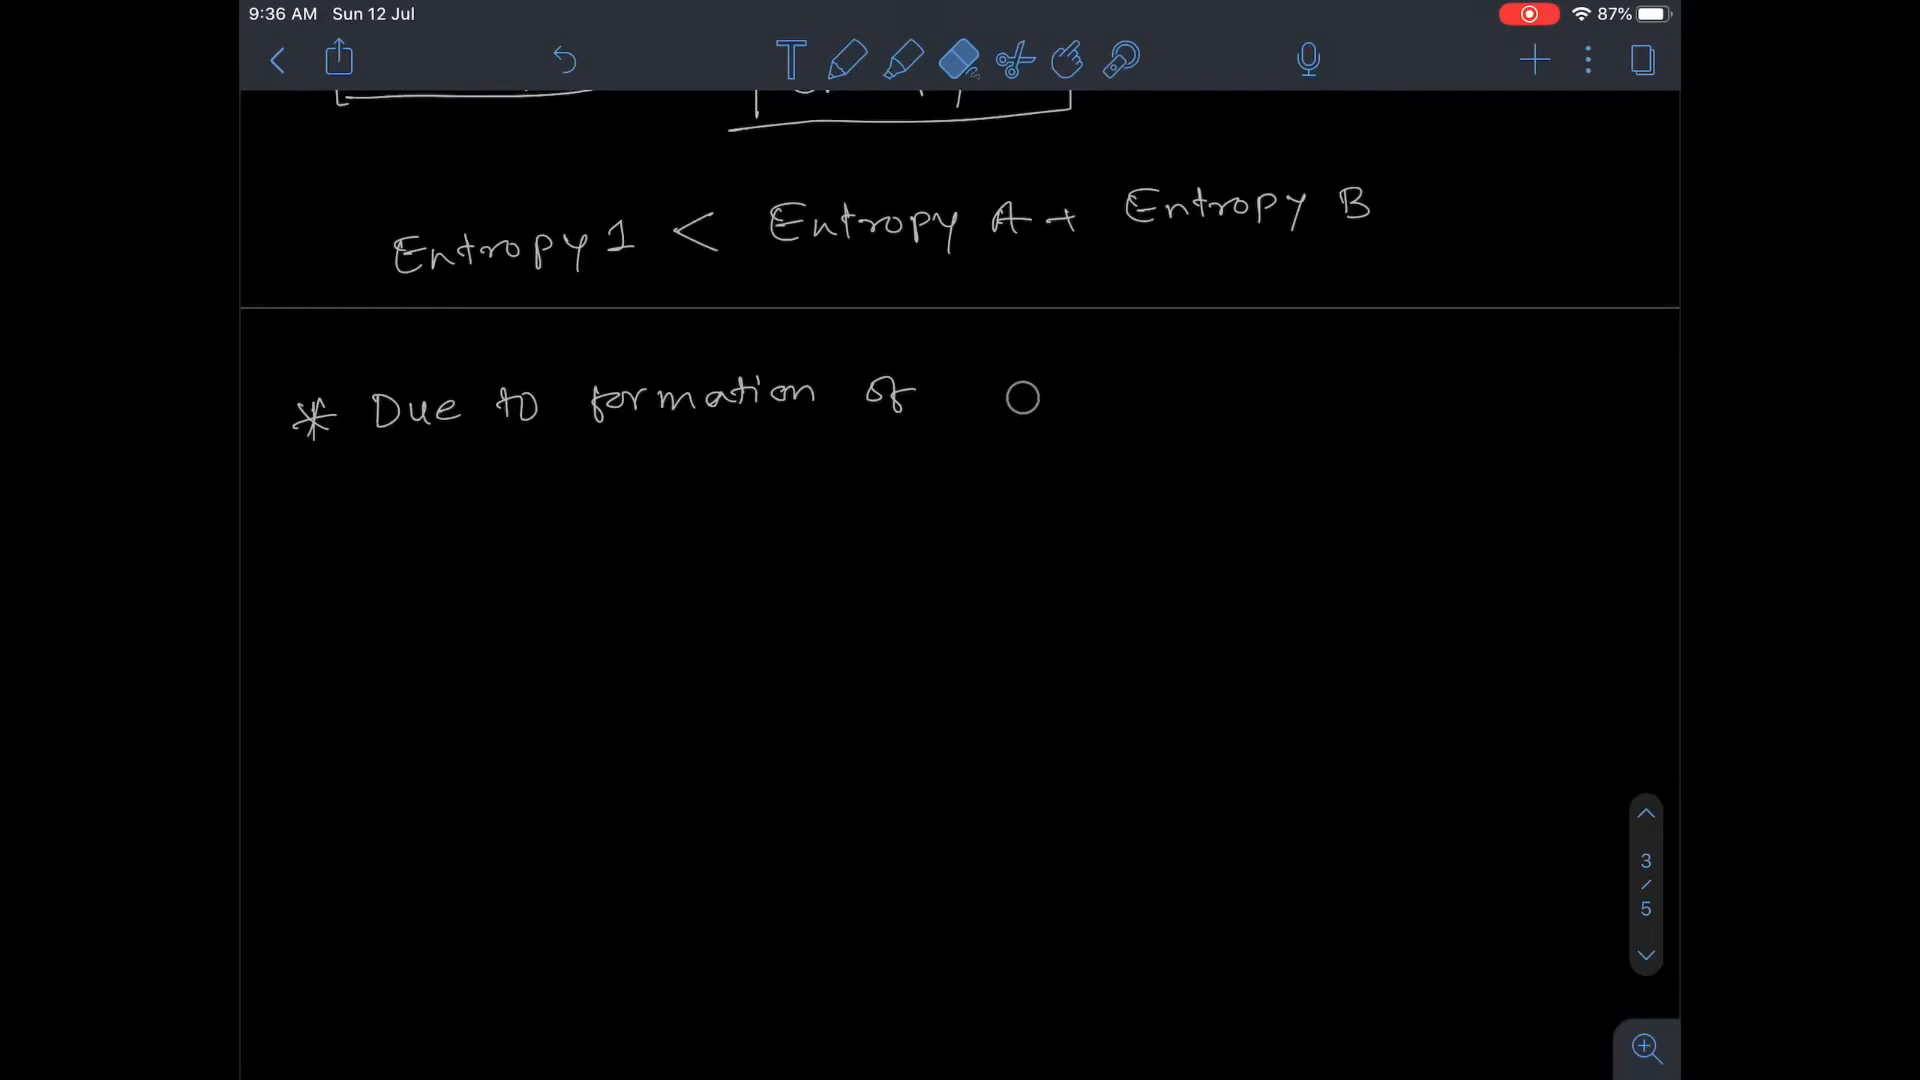 9:36 AM Sun 12 Jul
87%
Entropy 1 < Entropy A + Entropy B
* Due to formation of
3
/
5